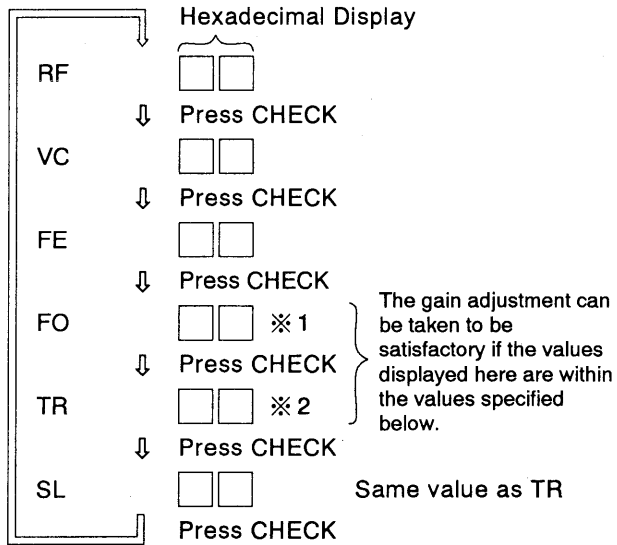 Hexadecimal Display
RF
Press CHECK
VC
Press CHECK
FE
Press CHECK
FO ※1
Press CHECK
TR ※2
The gain adjustment can
be taken to be
satisfactory if the values
displayed here are within
the values specified
below.
Press CHECK
SL Same value as TR
Press CHECK